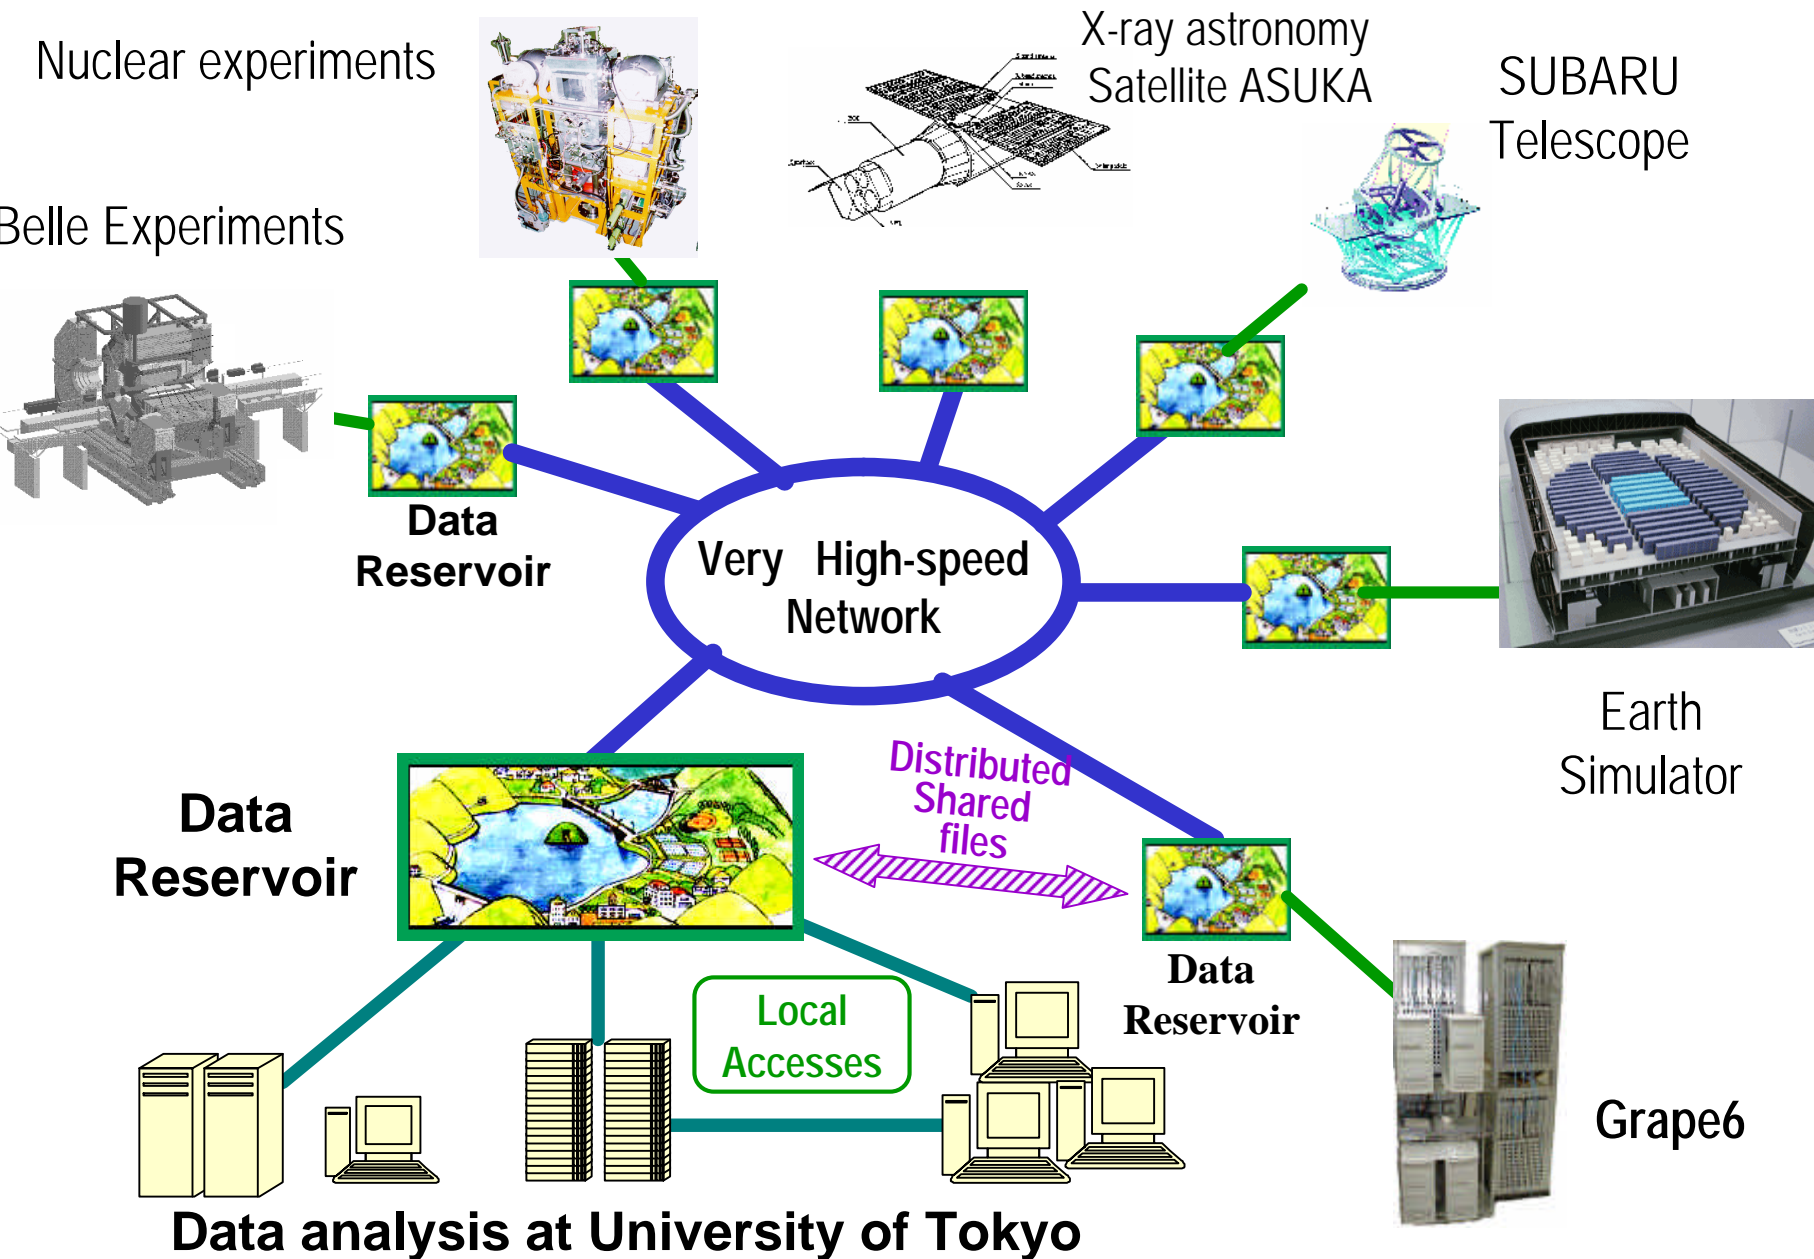 Nuclear experiments
X-ray astronomy
Satellite ASUKA
SUBARU
Telescope
Belle Experiments
Data
Reservoir
Very High-speed
Network
Earth
Simulator
Distributed
Shared
files
Data
Reservoir
Data
Reservoir
Local
Accesses
Grape6
Data analysis at University of Tokyo